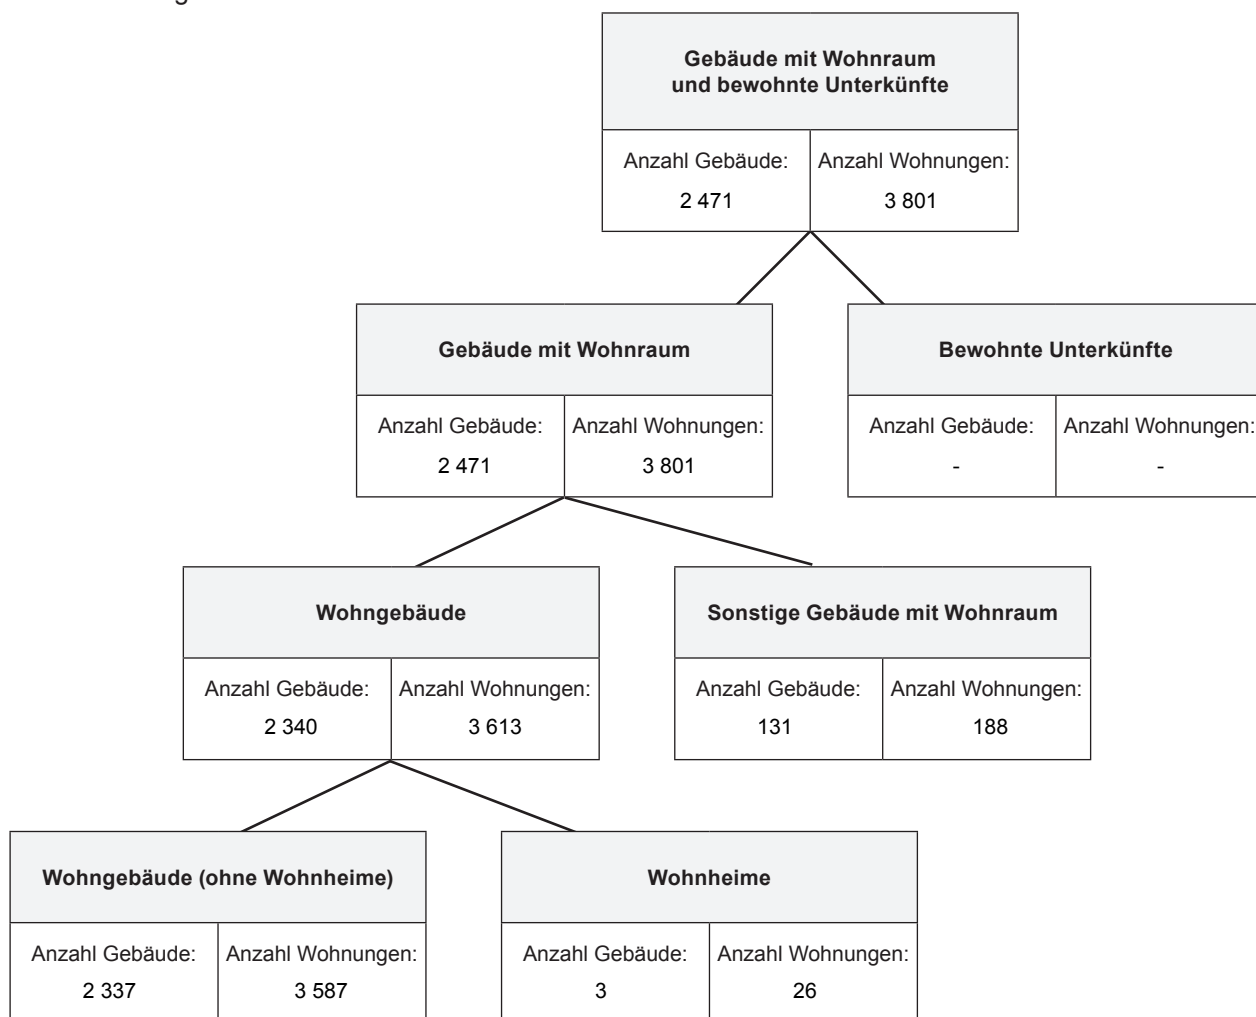 Gebäude mit Wohnraum
und bewohnte Unterkünfte
Anzahl Gebäude: Anzahl Wohnungen:
2 471 3 801
Gebäude mit Wohnraum Bewohnte Unterkünfte
Anzahl Gebäude: Anzahl Wohnungen: Anzahl Gebäude: Anzahl Wohnungen:
2 471 3 801 - -
Wohngebäude Sonstige Gebäude mit Wohnraum
Anzahl Gebäude: Anzahl Wohnungen: Anzahl Gebäude: Anzahl Wohnungen:
2 340 3 613 131 188
Wohngebäude (ohne Wohnheime) Wohnheime
Anzahl Gebäude: Anzahl Wohnungen: Anzahl Gebäude: Anzahl Wohnungen:
2 337 3 587 3 26